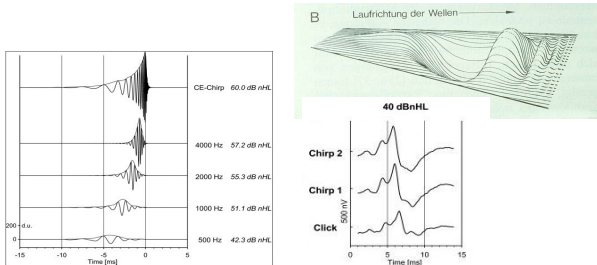 CE-Chirp 60.0 dB nHL
4000 Hz 57.2 dB nHL
2000 Hz 55.3 dB nHL
1000 Hz 51.1 dB nHL
200 d.u.
0
500 Hz 42.3 dB nHL
-15 -10 -5 0 5
Time [ms]
B Laufrichtung der Wellen
40 dBnHL
Chirp 2
Chirp 1
Click
500 nV
0 5 10 15
Time [ms]